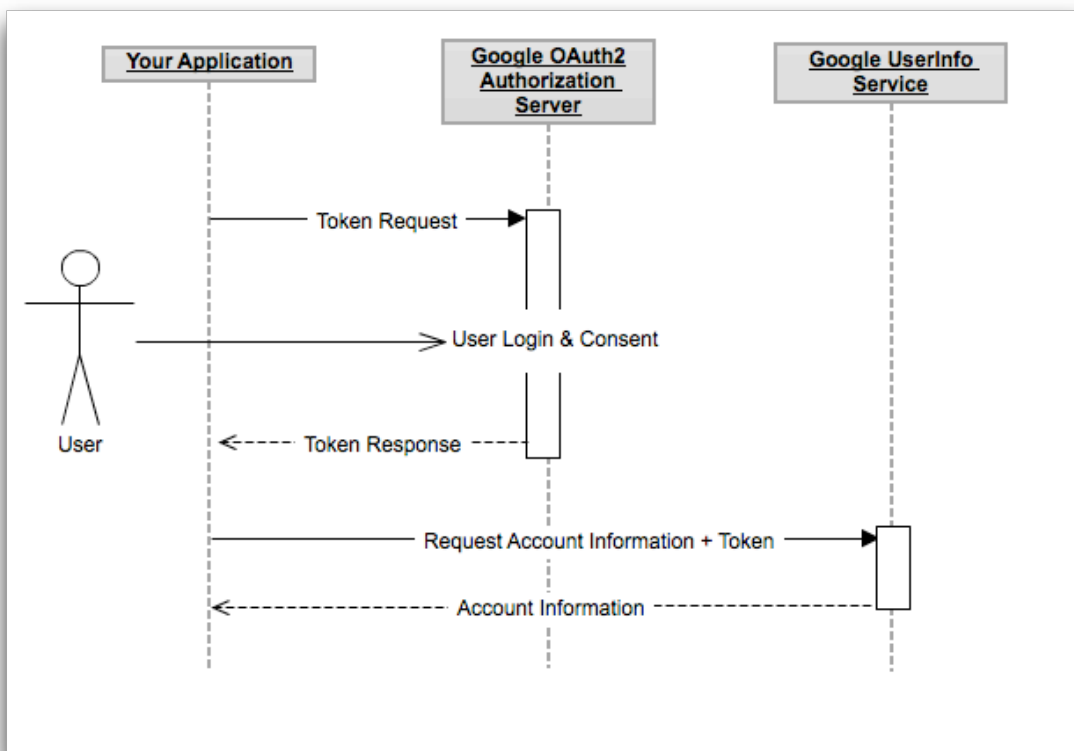 Your Application
Google OAuth2
Authorization
Server
Google UserInfo
Service
Token Request
User Login & Consent
User
Token Response
Request Account Information + Token
Account Information